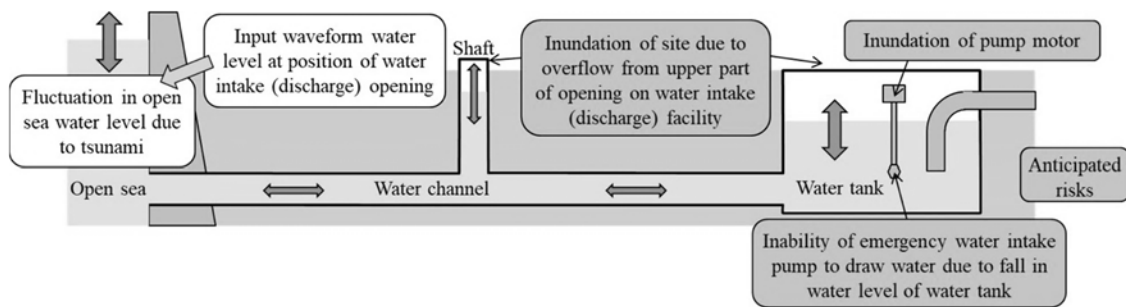 Input waveform water
level at position of water
intake (discharge) opening
Fluctuation in open
sea water level due
to tsunami
Open sea
Shaft
Water channel
Inundation of site due to
overflow from upper part
of opening on water intake
(discharge) facility
Inundation of pump motor
Water tank
Anticipated
risks
Inability of emergency water intake
pump to draw water due to fall in
water level of water tank